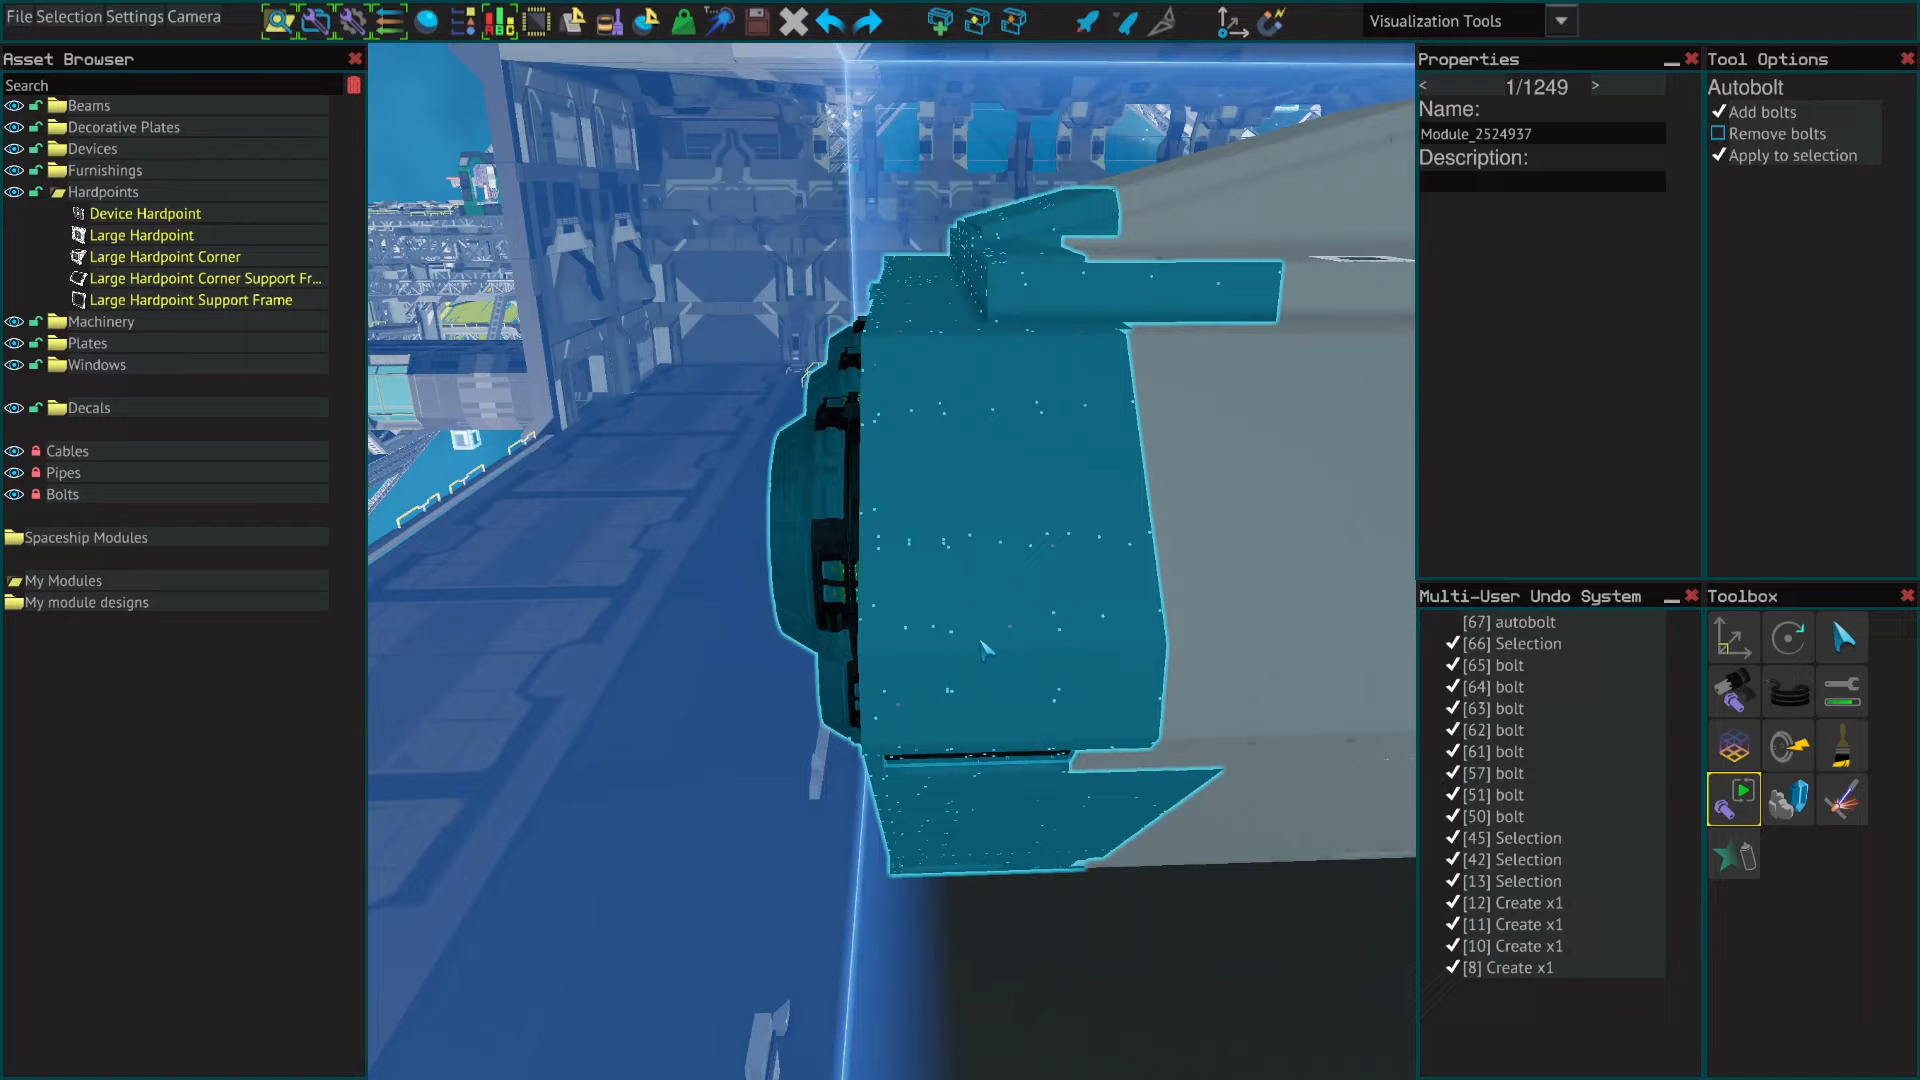 File Selection Settings Camera
Visualization Tools
Asset Browser
Search
Beams
Decorative Plates
Devices
Furnishings
Hardpoints
Device Hardpoint
Large Hardpoint
Large Hardpoint Corner
Large Hardpoint Corner Support Fr...
Large Hardpoint Support Frame
Machinery
Plates
Windows
Decals
Cables
Pipes
Bolts
Spaceship Modules
My Modules
My module designs
Properties
< 1/1249 >
Name:
Module_2524937
Description:
Tool Options
Autobolt
Add bolts
Remove bolts
Apply to selection
Multi-User Undo System
[67] autobolt
[66] Selection
[65] bolt
[64] bolt
[63] bolt
[62] bolt
[61] bolt
[57] bolt
[51] bolt
[50] bolt
[45] Selection
[42] Selection
[13] Selection
[12] Create x1
[11] Create x1
[10] Create x1
[8] Create x1
Toolbox